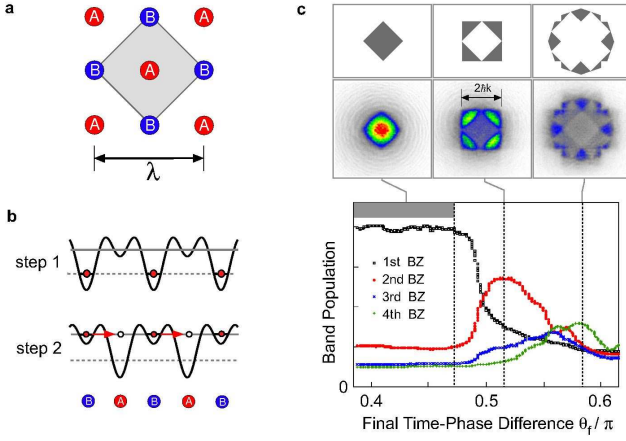 a
A B A
B A B
A B A
λ
b
step 1
step 2
B A B A B
c
2ħk
Band Population
1st BZ
2nd BZ
3rd BZ
4th BZ
0
0.4 0.5 0.6
Final Time-Phase Difference θf / π